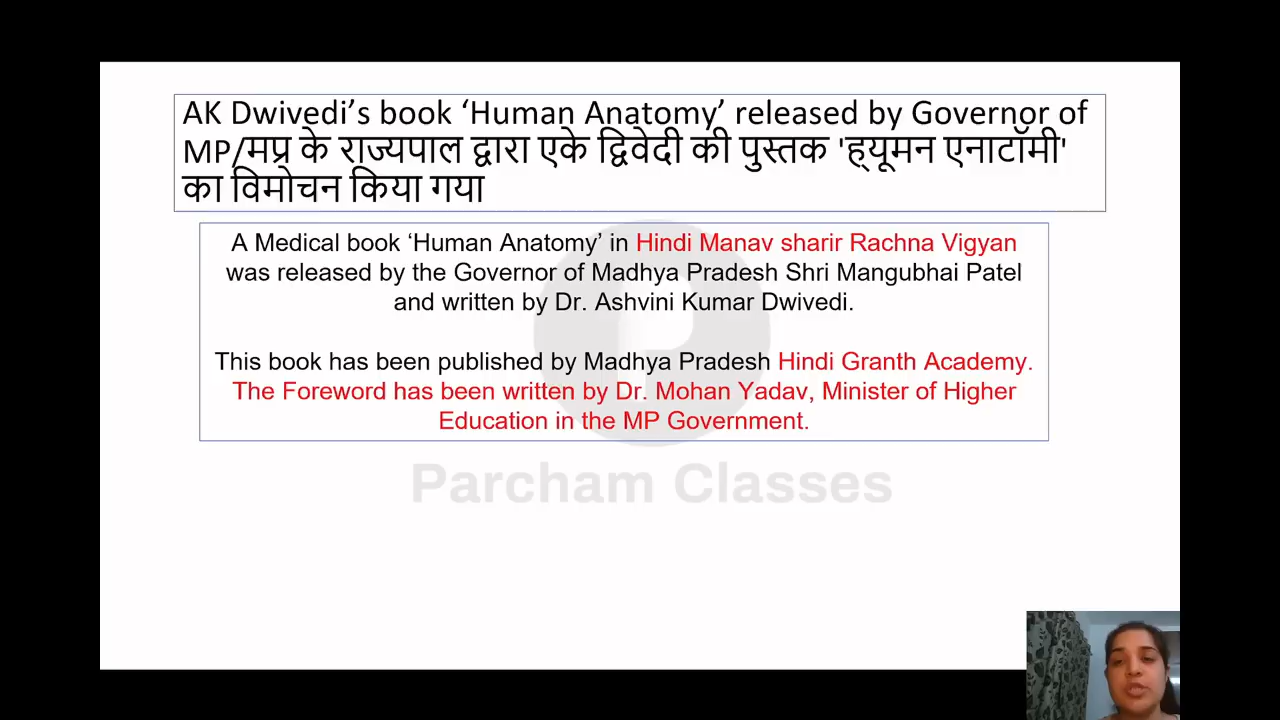 AK Dwivedi’s book ‘Human Anatomy’ released by Governor of
MP/मप्र के राज्यपाल द्वारा एके द्विवेदी की पुस्तक 'ह्यूमन एनाटॉमी'
का विमोचन किया गया
A Medical book ‘Human Anatomy’ in Hindi Manav sharir Rachna Vigyan
was released by the Governor of Madhya Pradesh Shri Mangubhai Patel
and written by Dr. Ashvini Kumar Dwivedi.
This book has been published by Madhya Pradesh Hindi Granth Academy.
The Foreword has been written by Dr. Mohan Yadav, Minister of Higher
Education in the MP Government.
Parcham Classes